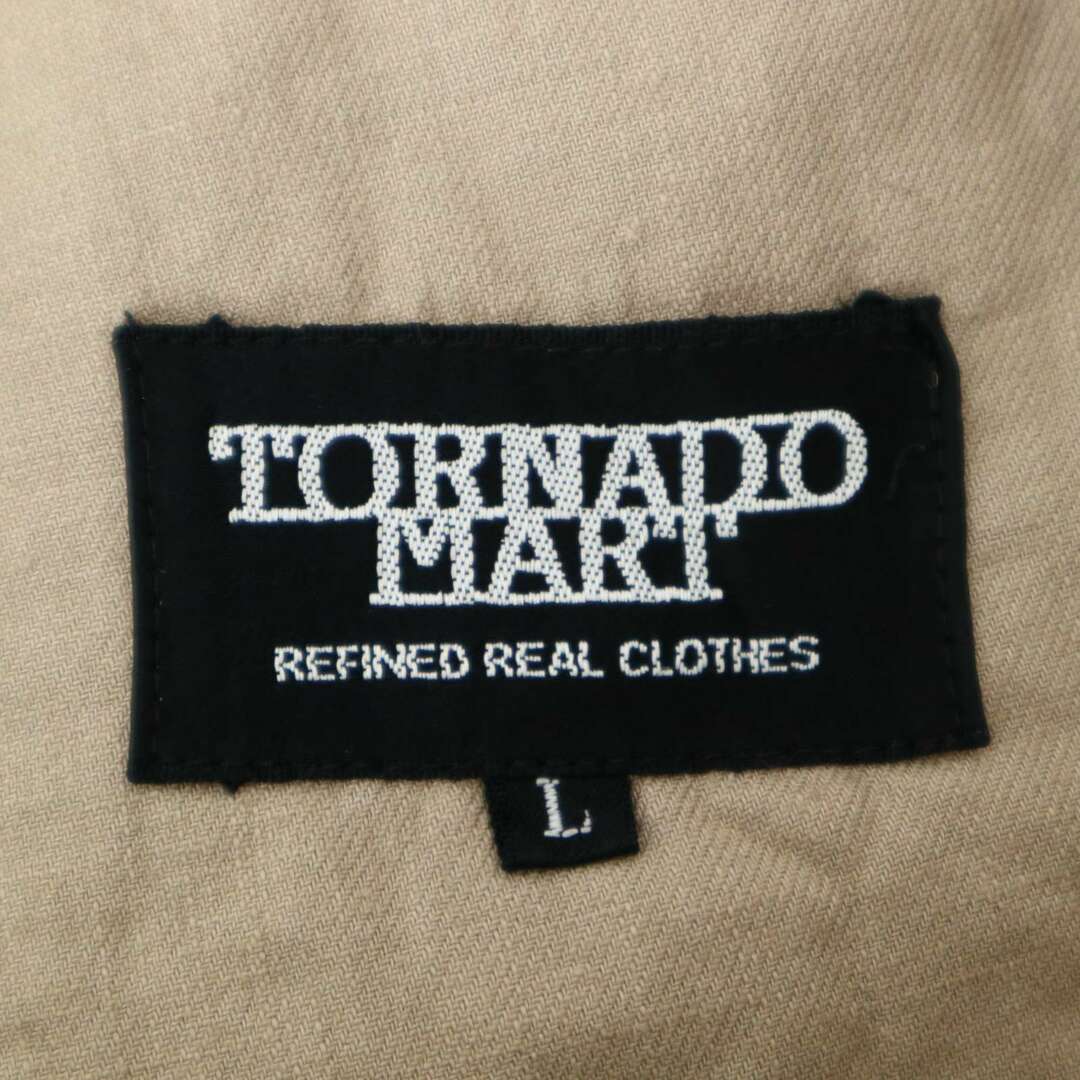 TORNADO
MART
REFINED REAL CLOTHES
L